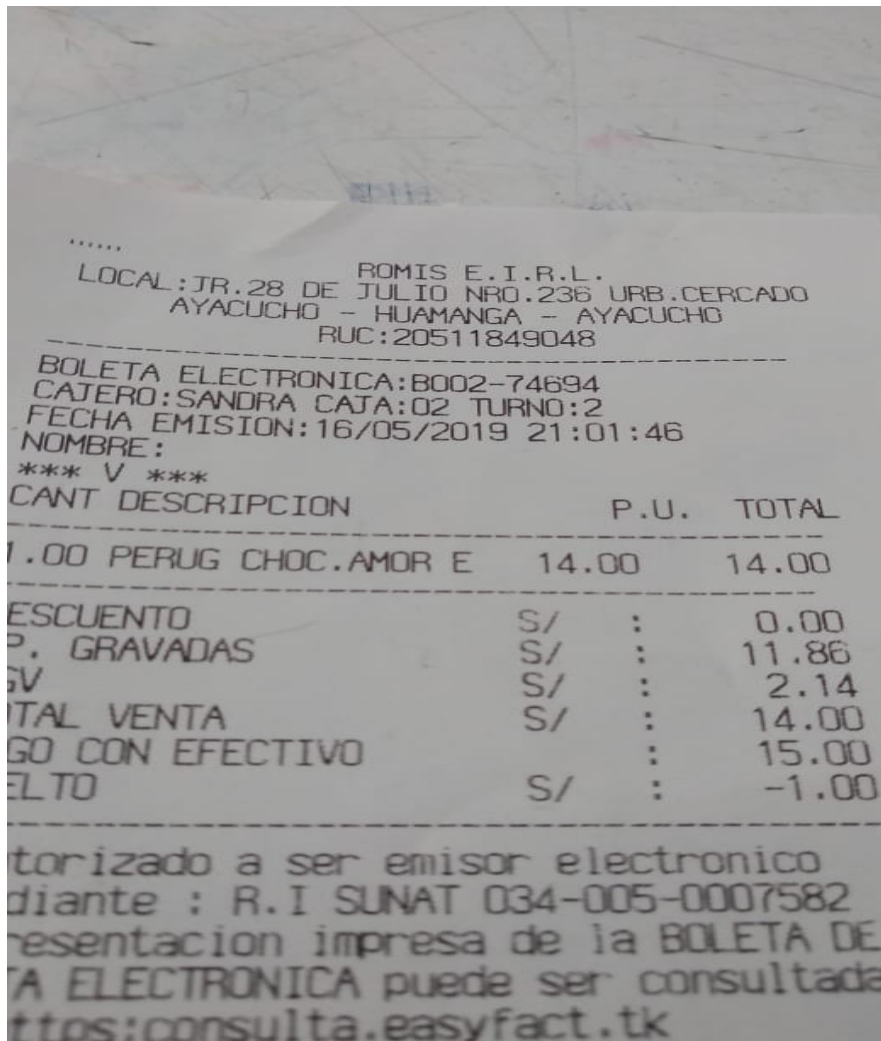 ......
ROMIS E.I.R.L.
LOCAL:JR.28 DE JULIO NRO.236 URB.CERCADO
AYACUCHO - HUAMANGA - AYACUCHO
RUC:20511849048
BOLETA ELECTRONICA:B002-74694
CAJERO:SANDRA CAJA:02 TURNO:2
FECHA EMISION:16/05/2019 21:01:46
NOMBRE:
*** V ***
CANT DESCRIPCION P.U. TOTAL
1.00 PERUG CHOC.AMOR E 14.00 14.00
ESCUENTO S/ : 0.00
P. GRAVADAS S/ : 11.86
GV S/ : 2.14
TAL VENTA S/ : 14.00
GO CON EFECTIVO : 15.00
ELTO S/ : -1.00
torizado a ser emisor electronico
diante : R.I SUNAT 034-005-0007582
resentacion impresa de la BOLETA DE
TA ELECTRONICA puede ser consultada
ttps:consulta.easyfact.tk